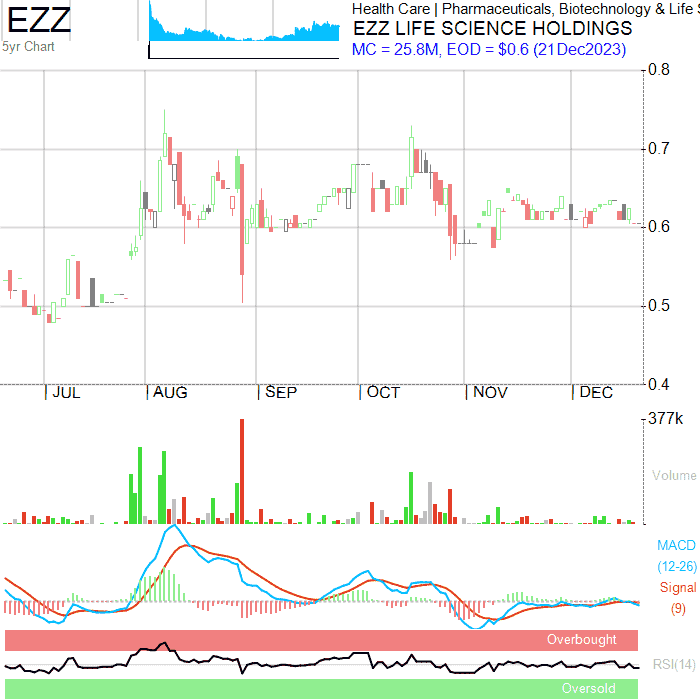 EZZ
5yr Chart
Health Care | Pharmaceuticals, Biotechnology & Life S
EZZ LIFE SCIENCE HOLDINGS
MC = 25.8M, EOD = $0.6 (21Dec2023)
0.8
0.7
0.6
0.5
0.4
JUL AUG SEP OCT NOV DEC
377k
Volume
MACD
(12-26)
Signal
(9)
Overbought
RSI(14)
Oversold